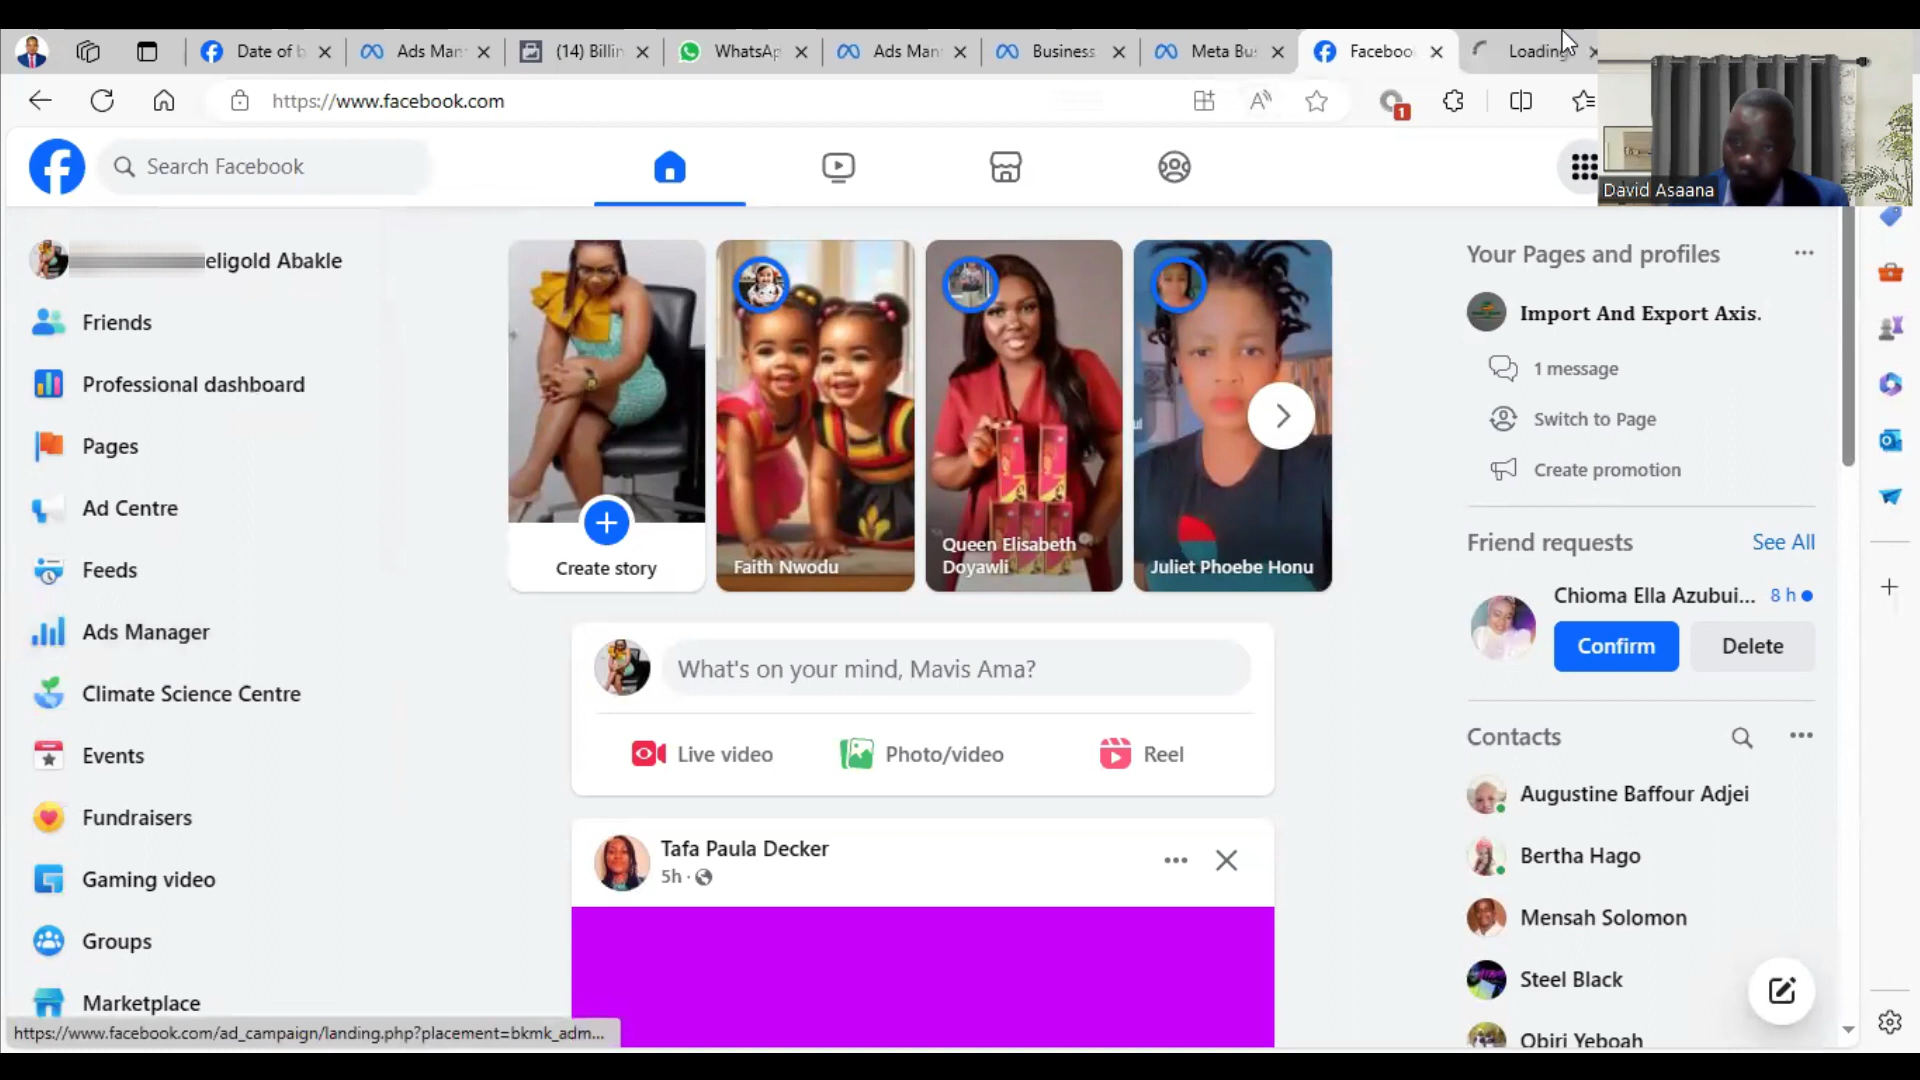 Date of b
Ads Man
(14) Billin
WhatsAp
Ads Man
Business
Meta Bu
Faceboo
Loading
https://www.facebook.com
1
Search Facebook
David Asaana
eligold Abakle
Friends
Professional dashboard
Pages
Ad Centre
Feeds
Ads Manager
Climate Science Centre
Events
Fundraisers
Gaming video
Groups
Marketplace
https://www.facebook.com/ad_campaign/landing.php?placement=bkmk_adm...
Create story
Faith Nwodu
Queen Elisabeth
Doyawli
Juliet Phoebe Honu
What's on your mind, Mavis Ama?
Live video
Photo/video
Reel
Tafa Paula Decker
5h ·
Your Pages and profiles
Import And Export Axis.
1 message
Switch to Page
Create promotion
Friend requests
See All
Chioma Ella Azubui... 8 h
Confirm
Delete
Contacts
Augustine Baffour Adjei
Bertha Hago
Mensah Solomon
Steel Black
Obiri Yeboah